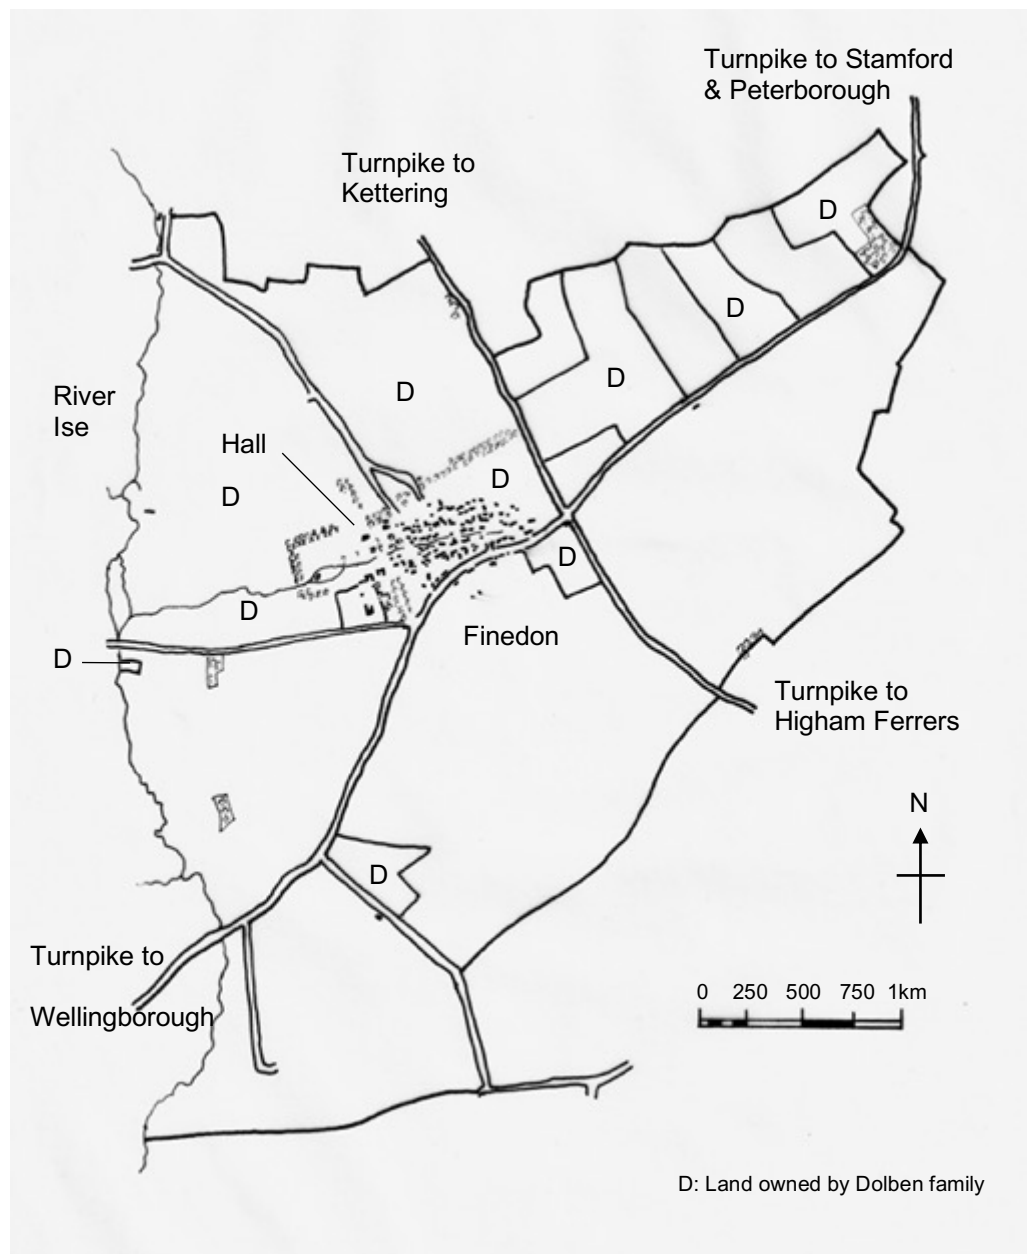 Turnpike to Stamford
& Peterborough
Turnpike to
Kettering
D
D
River
Ise
D
D
Hall
D
D
D
D
Finedon
D
Turnpike to
Higham Ferrers
N
D
Turnpike to
Wellingborough
0 250 500 750 1km
D: Land owned by Dolben family